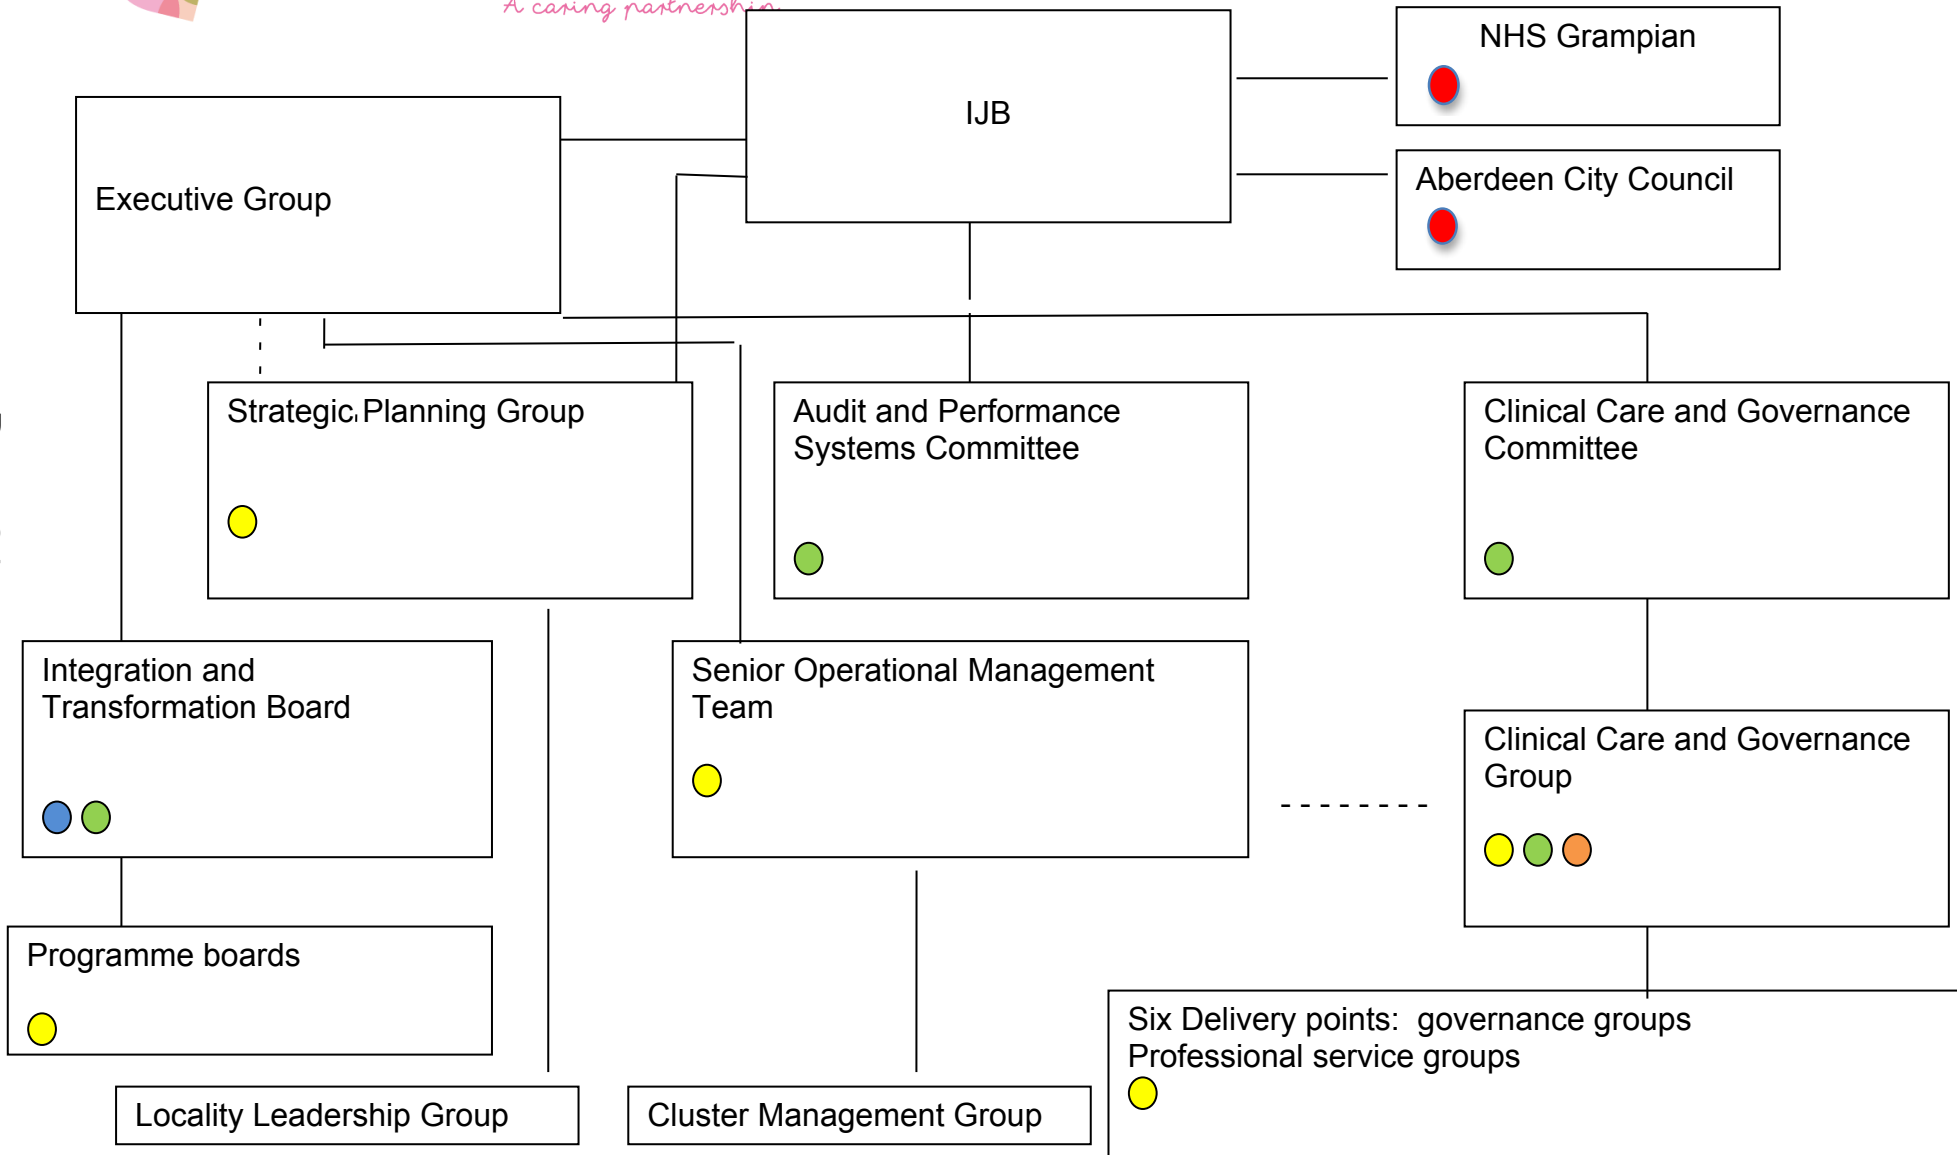 A caring partnership
NHS Grampian
IJB
Aberdeen City Council
Executive Group
Strategic Planning Group
Audit and Performance
Systems Committee
Clinical Care and Governance
Committee
Integration and
Transformation Board
Senior Operational Management
Team
Clinical Care and Governance
Group
Programme boards
Six Delivery points:  governance groups
Professional service groups
Locality Leadership Group
Cluster Management Group